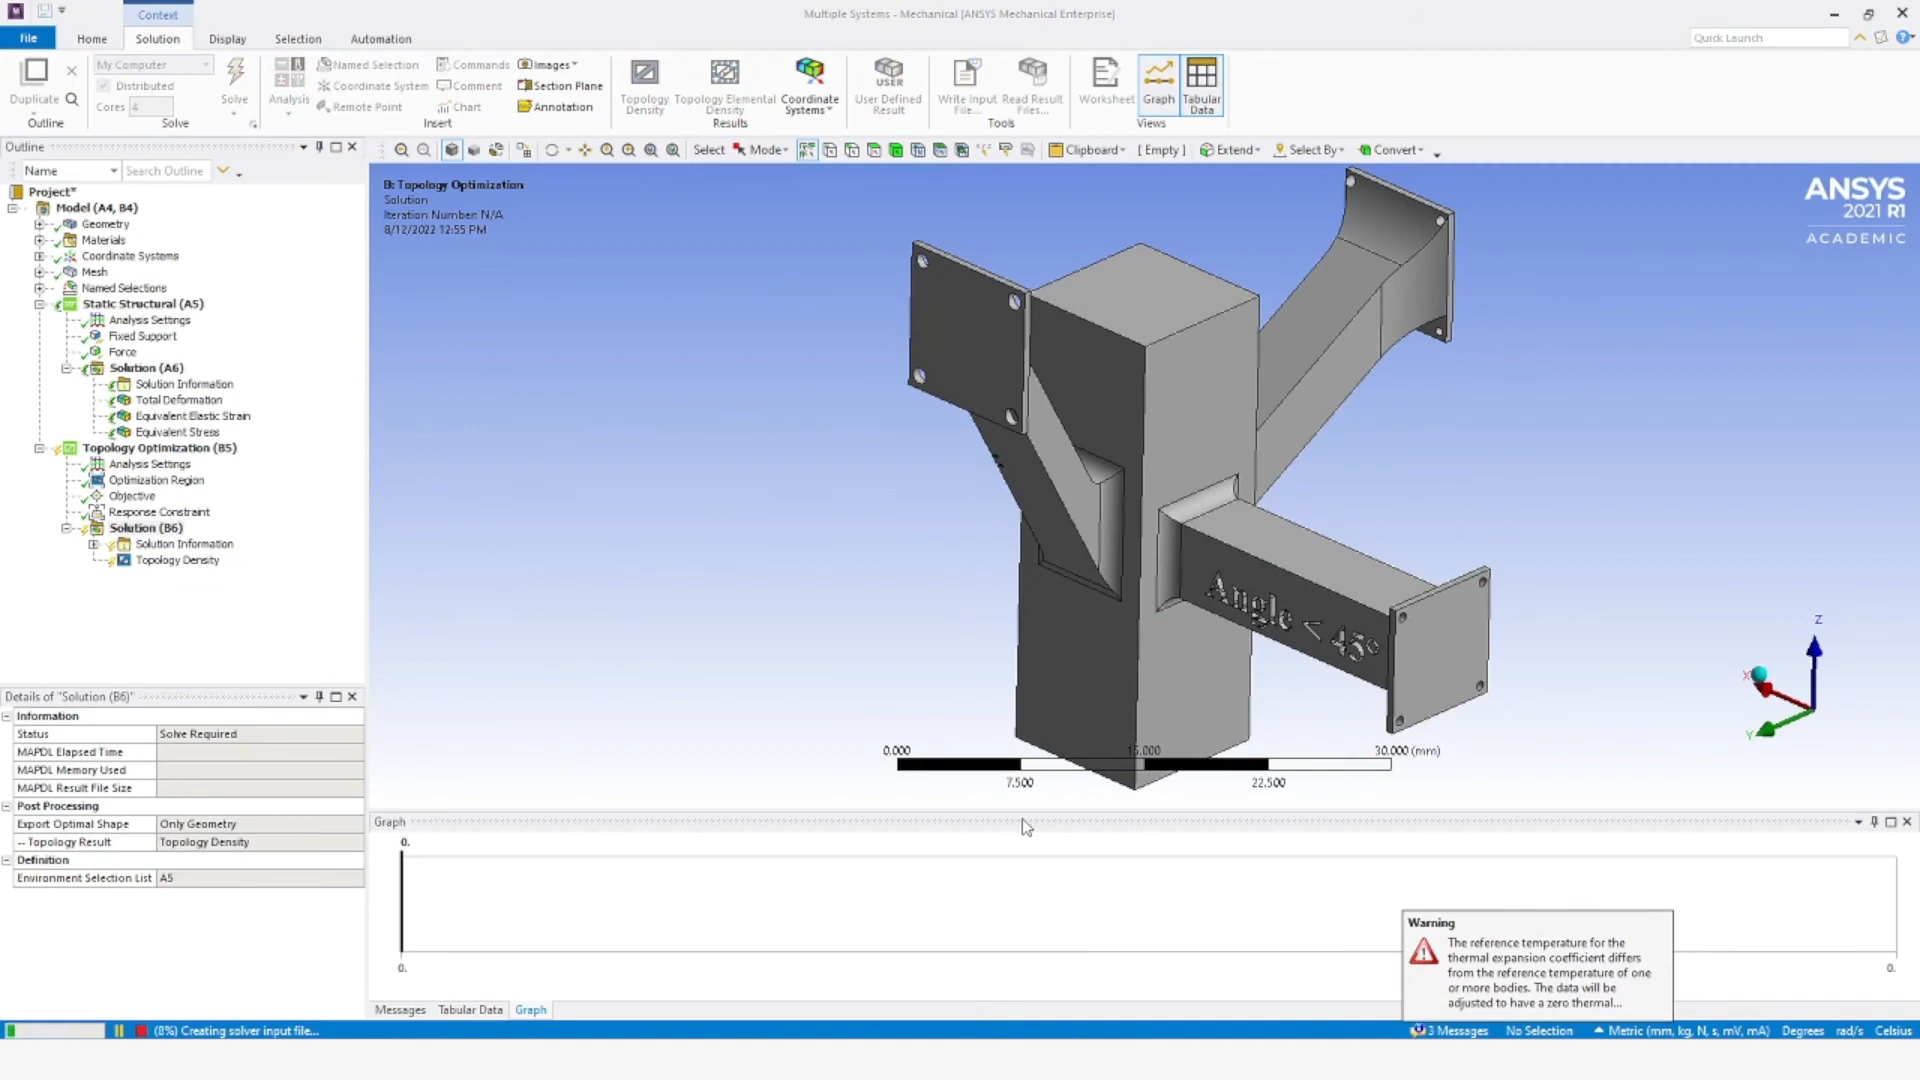 Context
Multiple Systems - Mechanical [ANSYS Mechanical Enterprise]
File
Home
Solution
Display
Selection
Automation
Quick Launch
Duplicate
Outline
My Computer
Distributed
Cores 4
Solve
Solve
Analysis
Named Selection
Coordinate System
Remote Point
Commands
Comment
Chart
Images
Section Plane
Annotation
Insert
Topology Density
Topology Elemental Density
Coordinate Systems
Results
User Defined Result
Write Input File...
Read Result Files...
Tools
Worksheet
Graph
Tabular Data
Views
Outline
Name
Search Outline
Select
Mode
Clipboard
[ Empty ]
Extend
Select By
Convert
Project*
Model (A4, B4)
Geometry
Materials
Coordinate Systems
Mesh
Named Selections
Static Structural (A5)
Analysis Settings
Fixed Support
Force
Solution (A6)
Solution Information
Total Deformation
Equivalent Elastic Strain
Equivalent Stress
Topology Optimization (B5)
Analysis Settings
Optimization Region
Objective
Response Constraint
Solution (B6)
Solution Information
Topology Density
B: Topology Optimization
Solution
Iteration Number: N/A
8/12/2022 12:55 PM
ANSYS
2021 R1
ACADEMIC
Angle < 45°
Z
X
Y
0.000
15.000
30.000 (mm)
7.500
22.500
Details of "Solution (B6)"
Information
Status
Solve Required
MAPDL Elapsed Time
MAPDL Memory Used
MAPDL Result File Size
Post Processing
Export Optimal Shape
Only Geometry
-- Topology Result
Topology Density
Definition
Environment Selection List
A5
Graph
0.
0.
0.
Warning
The reference temperature for the
thermal expansion coefficient differs
from the reference temperature of one
or more bodies. The data will be
adjusted to have a zero thermal...
Messages
Tabular Data
Graph
(8%) Creating solver input file...
3 Messages
No Selection
Metric (mm, kg, N, s, mV, mA)
Degrees
rad/s
Celsius